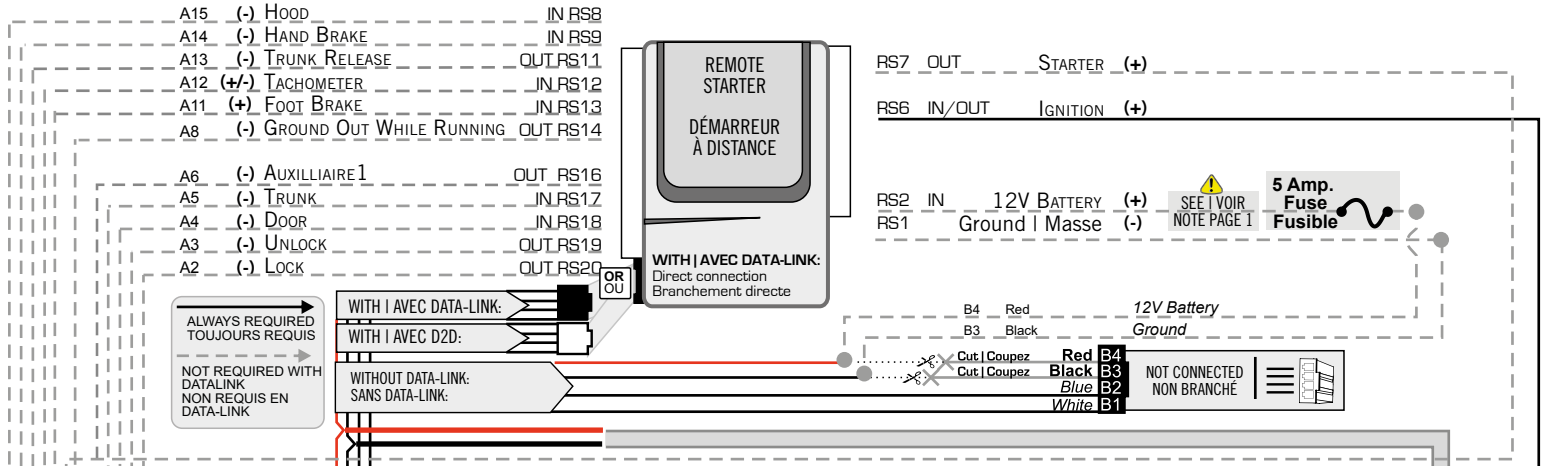 A15 (-) HOOD IN RS8
A14 (-) HAND BRAKE IN RS9
A13 (-) TRUNK RELEASE OUT RS11
A12 (+/-) TACHOMETER IN RS12
A11 (+) FOOT BRAKE IN RS13
A8 (-) GROUND OUT WHILE RUNNING OUT RS14
A6 (-) AUXILLIAIRE1 OUT RS16
A5 (-) TRUNK IN RS17
A4 (-) DOOR IN RS18
A3 (-) UNLOCK OUT RS19
A2 (-) LOCK OUT RS20
REMOTE
STARTER
DÉMARREUR
À DISTANCE
WITH | AVEC DATA-LINK:
Direct connection
Branchement directe
OR
OU
RS7 OUT STARTER (+)
RS6 IN/OUT IGNITION (+)
RS2 IN 12V BATTERY (+)
RS1 Ground | Masse (-)
SEE | VOIR
NOTE PAGE 1
5 Amp.
Fuse
Fusible
ALWAYS REQUIRED
TOUJOURS REQUIS
NOT REQUIRED WITH
DATALINK
NON REQUIS EN
DATA-LINK
WITH | AVEC DATA-LINK:
WITH | AVEC D2D:
WITHOUT DATA-LINK:
SANS DATA-LINK:
B4 Red 12V Battery
B3 Black Ground
Cut | Coupez Red B4
Cut | Coupez Black B3
Blue B2
White B1
NOT CONNECTED
NON BRANCHÉ